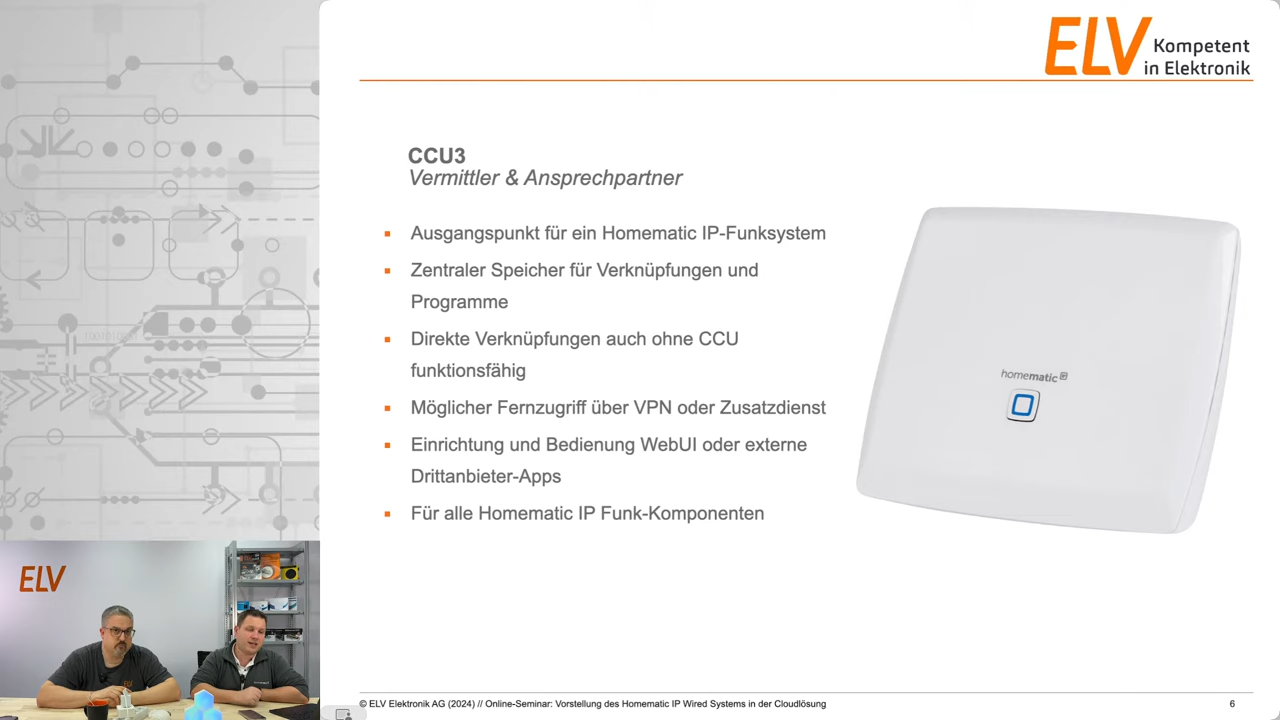 ELV Kompetent
in Elektronik
CCU3
Vermittler & Ansprechpartner
▪ Ausgangspunkt für ein Homematic IP-Funksystem
▪ Zentraler Speicher für Verknüpfungen und
Programme
▪ Direkte Verknüpfungen auch ohne CCU
funktionsfähig
▪ Möglicher Fernzugriff über VPN oder Zusatzdienst
▪ Einrichtung und Bedienung WebUI oder externe
Drittanbieter-Apps
▪ Für alle Homematic IP Funk-Komponenten
homematic IP
ELV
© ELV Elektronik AG (2024) // Online-Seminar: Vorstellung des Homematic IP Wired Systems in der Cloudlösung
6